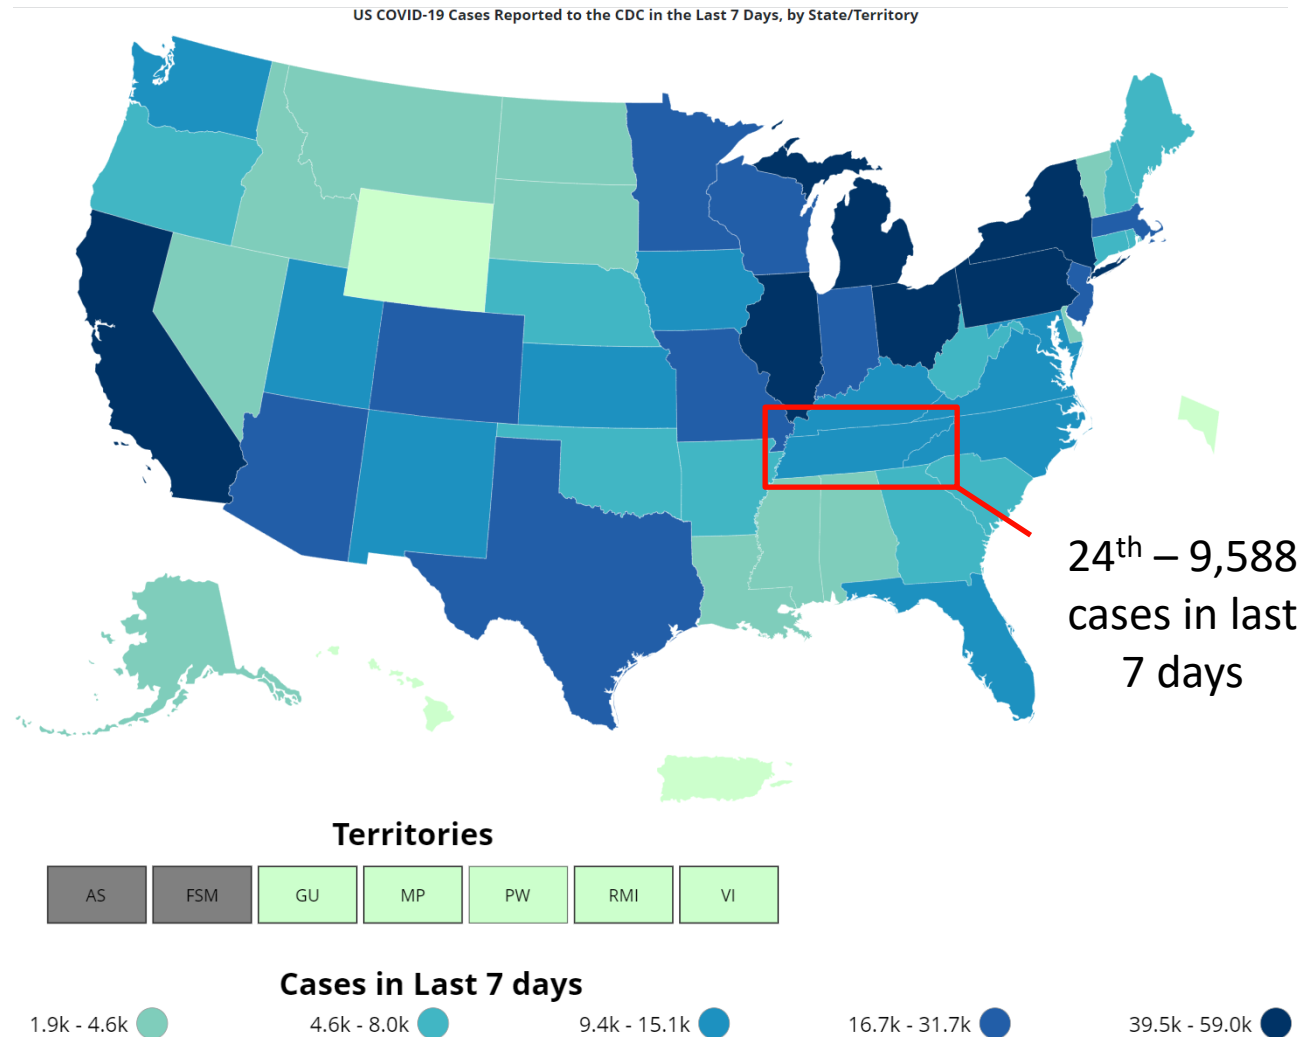 US COVID-19 Cases Reported to the CDC in the Last 7 Days, by State/Territory
24th – 9,588
cases in last
7 days
Territories
AS FSM GU MP PW RMI VI
Cases in Last 7 days
1.9k - 4.6k 4.6k - 8.0k 9.4k - 15.1k 16.7k - 31.7k 39.5k - 59.0k